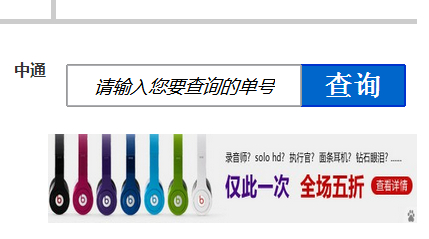 中通
请输入您要查询的单号
查询
录音师？solo hd？执行官？面条耳机？钻石眼泪？......
仅此一次 全场五折
查看详情